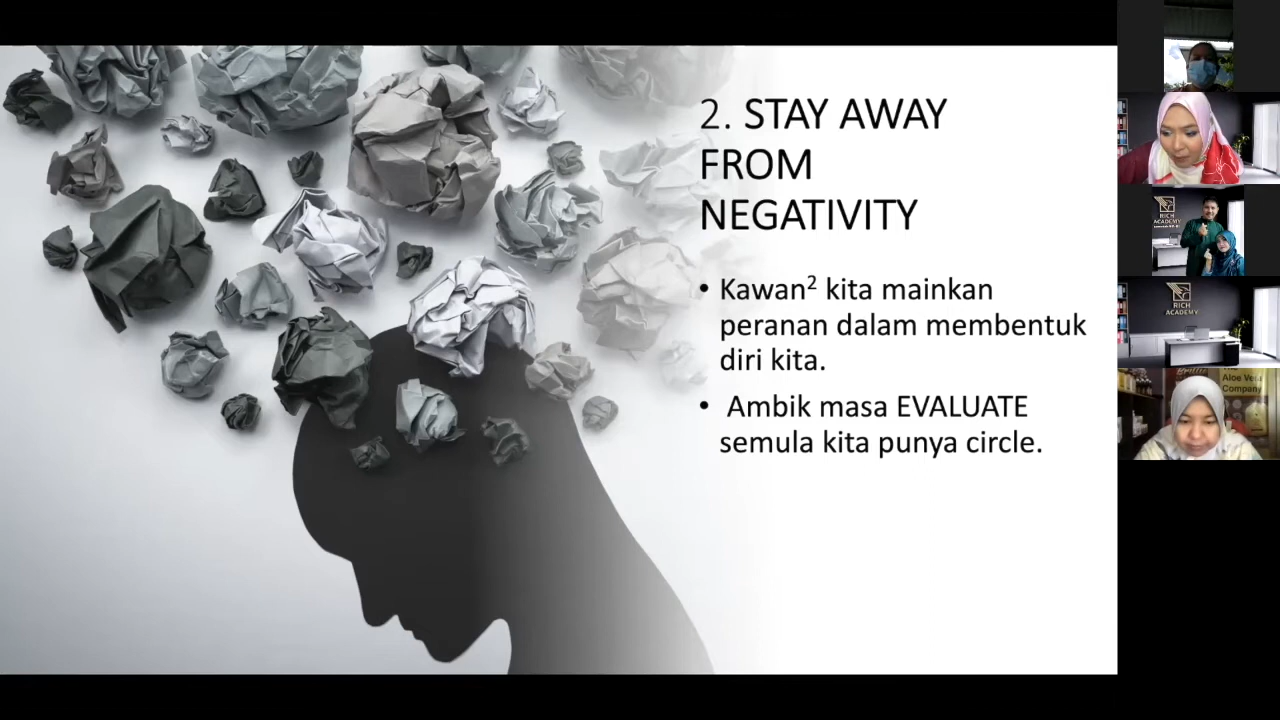 2. STAY AWAY
FROM
NEGATIVITY
• Kawan² kita mainkan
peranan dalam membentuk
diri kita.
• Ambik masa EVALUATE
semula kita punya circle.
RICH
ACADEMY
RICH
ACADEMY
Aloe Vera
Company